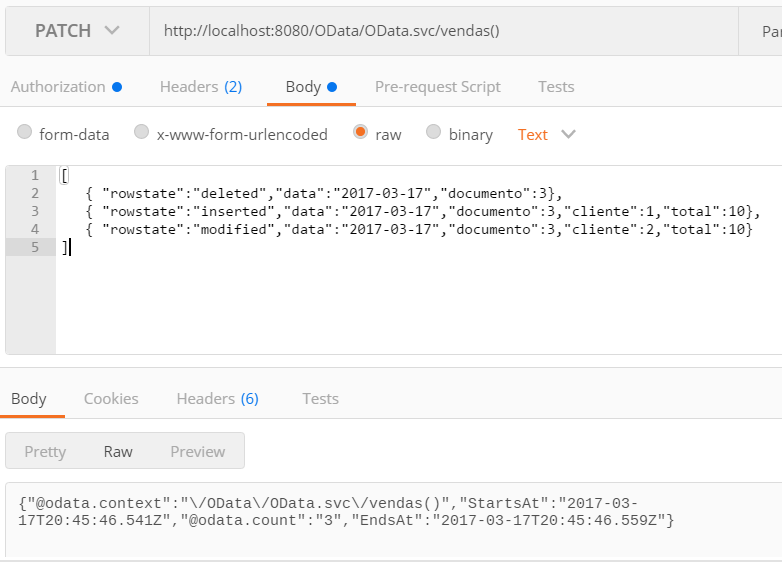 PATCH http://localhost:8080/OData/OData.svc/vendas()
Authorization Headers (2) Body Pre-request Script Tests
form-data x-www-form-urlencoded raw binary Text
1 [
2 { "rowstate":"deleted","data":"2017-03-17","documento":3},
3 { "rowstate":"inserted","data":"2017-03-17","documento":3,"cliente":1,"total":10},
4 { "rowstate":"modified","data":"2017-03-17","documento":3,"cliente":2,"total":10}
5 ]
Body Cookies Headers (6) Tests
Pretty Raw Preview
{"@odata.context":"\/OData\/OData.svc\/vendas()","StartsAt":"2017-03-
17T20:45:46.541Z","@odata.count":"3","EndsAt":"2017-03-17T20:45:46.559Z"}